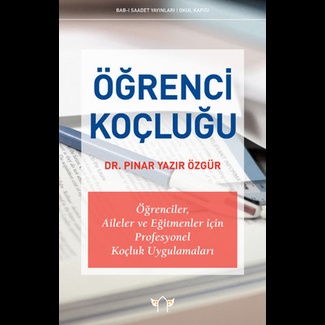 BAB-I SAADET YAYINLARI | OKUL KAPISI
ÖĞRENCİ
KOÇLUĞU
DR. PINAR YAZIR ÖZGÜR
Öğrenciler,
Aileler ve Eğitmenler için
Profesyonel
Koçluk Uygulamaları